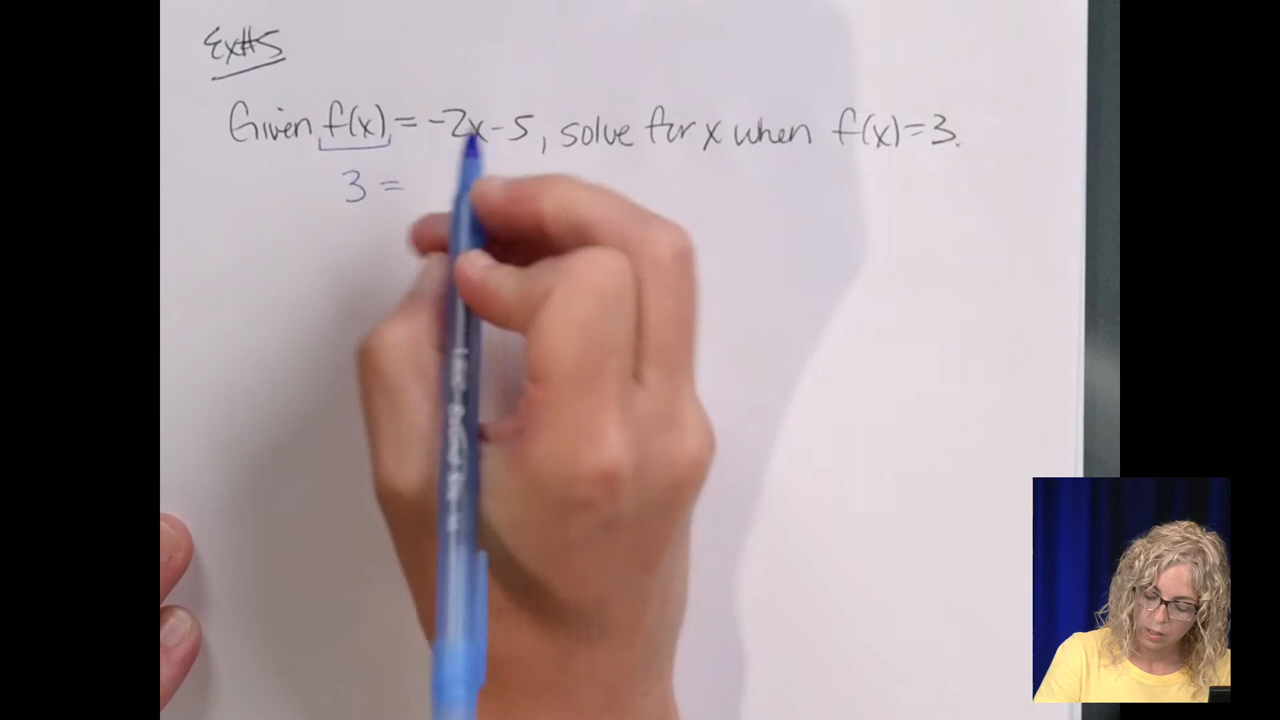 Ex#5
Given f(x) = -2x-5, solve for x when f(x)=3.
3 =